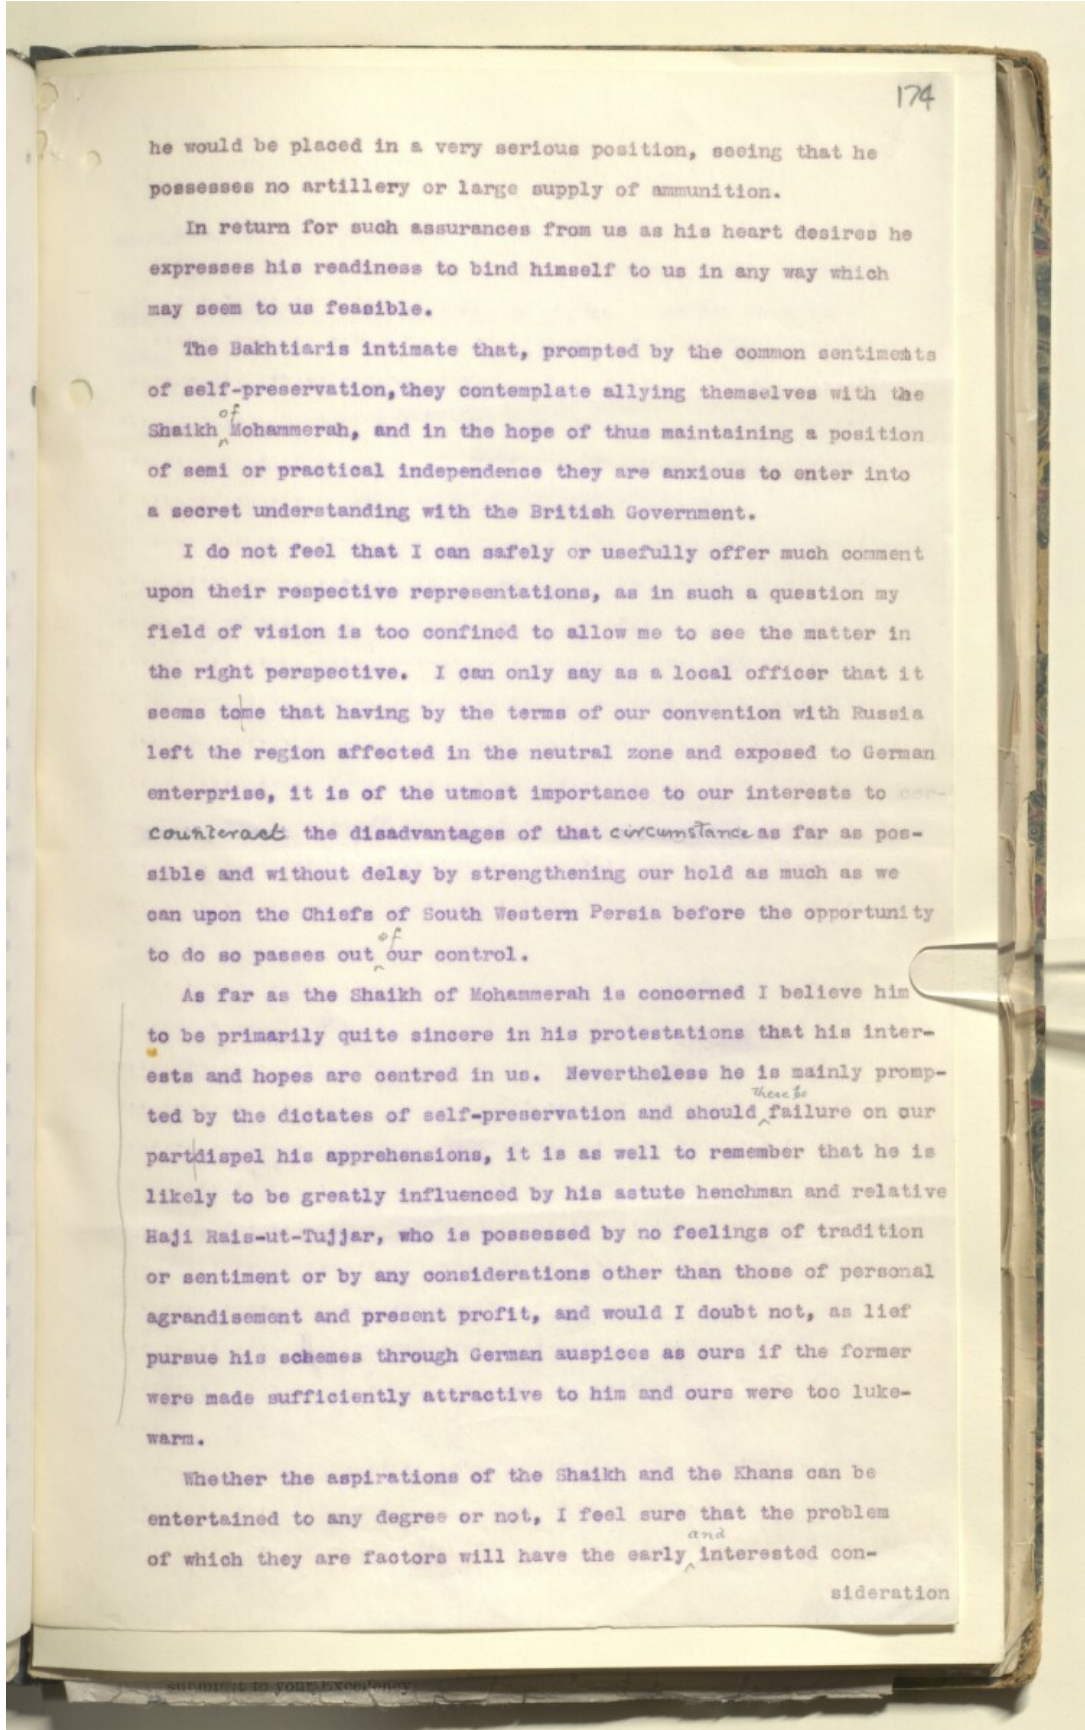 174
he would be placed in a very serious position, seeing that he
possesses no artillery or large supply of ammunition.
In return for such assurances from us as his heart desires he
expresses his readiness to bind himself to us in any way which
may seem to us feasible.
The Bakhtiaris intimate that, prompted by the common sentiments
of self-preservation, they contemplate allying themselves with the
Shaikh of Mohammerah, and in the hope of thus maintaining a position
of semi or practical independence they are anxious to enter into
a secret understanding with the British Government.
I do not feel that I can safely or usefully offer much comment
upon their respective representations, as in such a question my
field of vision is too confined to allow me to see the matter in
the right perspective. I can only say as a local officer that it
seems to|me that having by the terms of our convention with Russia
left the region affected in the neutral zone and exposed to German
enterprise, it is of the utmost importance to our interests to
counteract the disadvantages of that circumstance as far as pos-
sible and without delay by strengthening our hold as much as we
can upon the Chiefs of South Western Persia before the opportunity
to do so passes out of our control.
As far as the Shaikh of Mohammerah is concerned I believe him
to be primarily quite sincere in his protestations that his inter-
ests and hopes are centred in us. Nevertheless he is mainly promp-
ted by the dictates of self-preservation and should there be failure on our
part|dispel his apprehensions, it is as well to remember that he is
likely to be greatly influenced by his astute henchman and relative
Haji Rais-ut-Tujjar, who is possessed by no feelings of tradition
or sentiment or by any considerations other than those of personal
agrandisement and present profit, and would I doubt not, as lief
pursue his schemes through German auspices as ours if the former
were made sufficiently attractive to him and ours were too luke-
warm.
Whether the aspirations of the Shaikh and the Khans can be
entertained to any degree or not, I feel sure that the problem
of which they are factors will have the early and interested con-
sideration
submit it to your Excellency